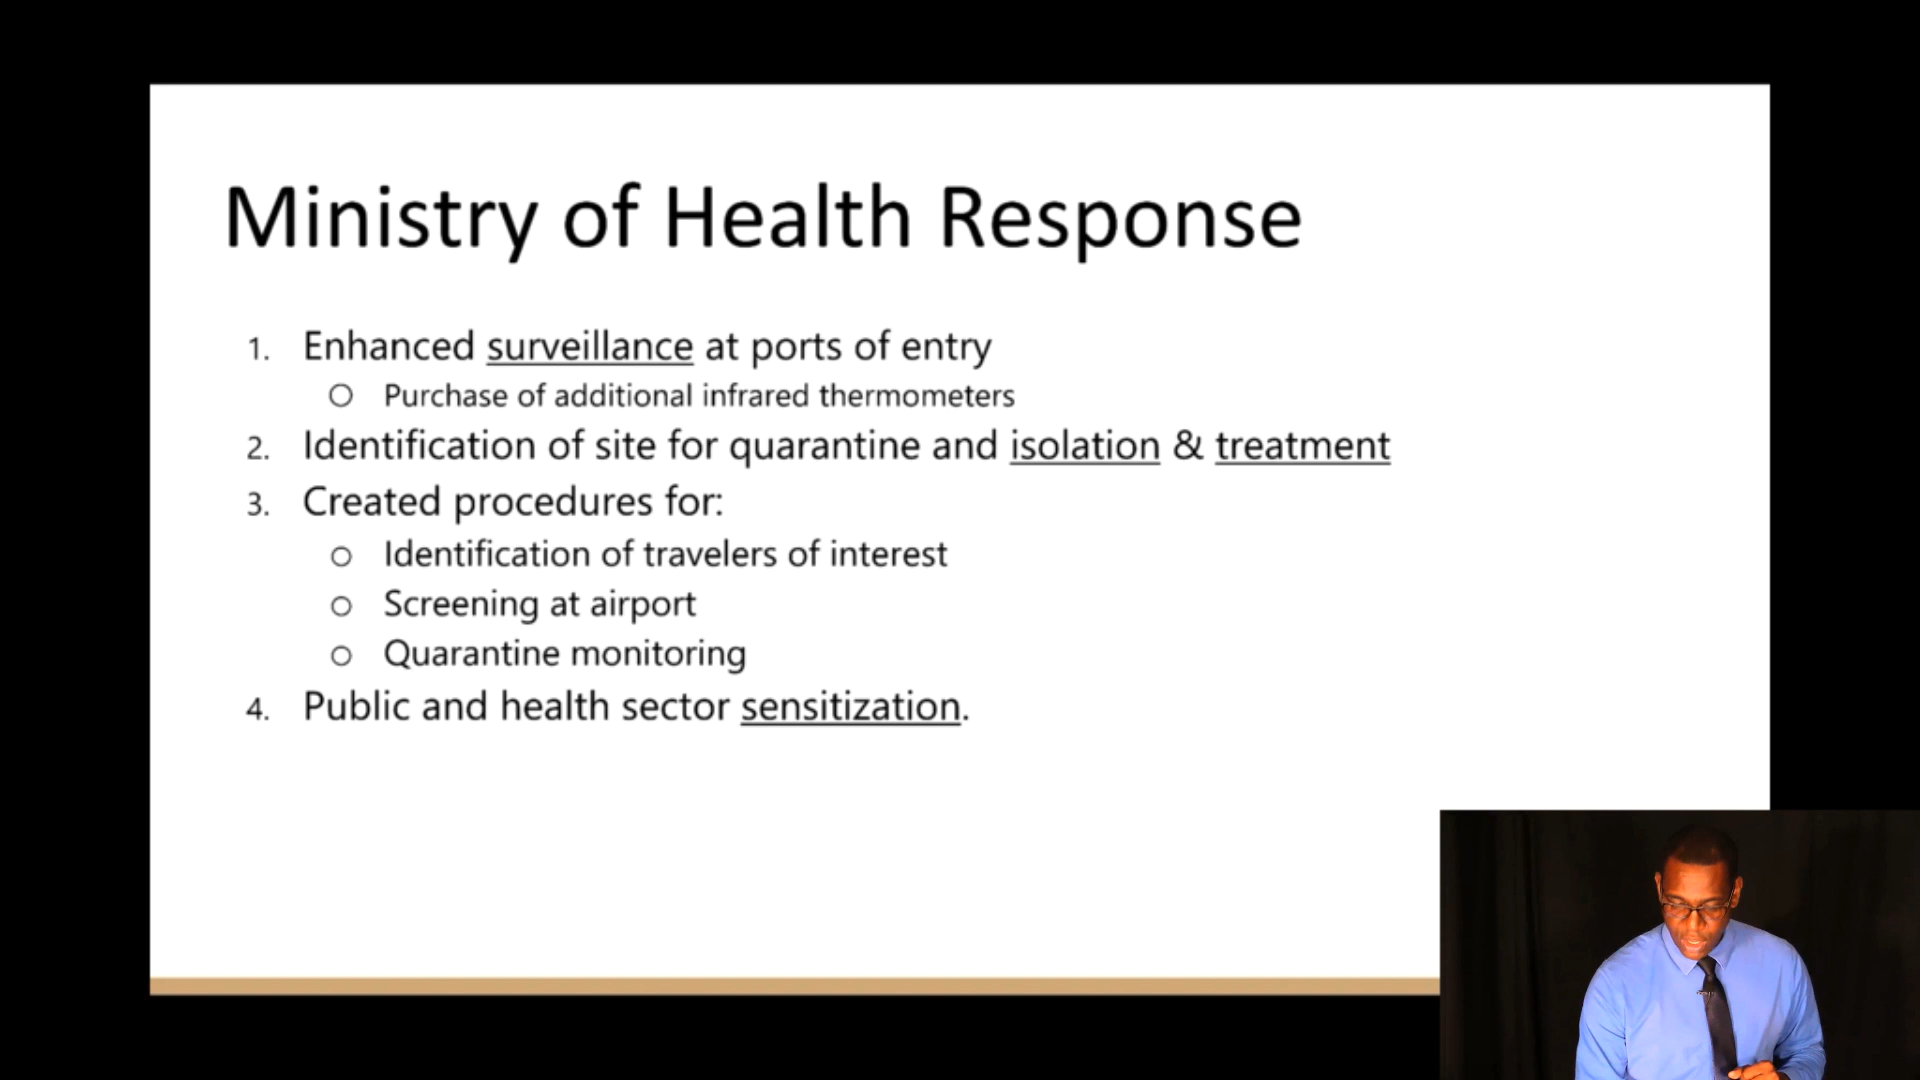 Ministry of Health Response
1. Enhanced surveillance at ports of entry
O Purchase of additional infrared thermometers
2. Identification of site for quarantine and isolation & treatment
3. Created procedures for:
o Identification of travelers of interest
o Screening at airport
o Quarantine monitoring
4. Public and health sector sensitization.